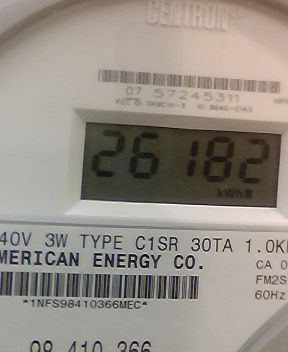 CENTRON
07 57245311
26182
kWh
40V 3W TYPE C1SR 30TA 1.0K
MERICAN ENERGY CO.
CA 0
FM2S
60Hz
*1NFS98410366MEC*
98 410 366